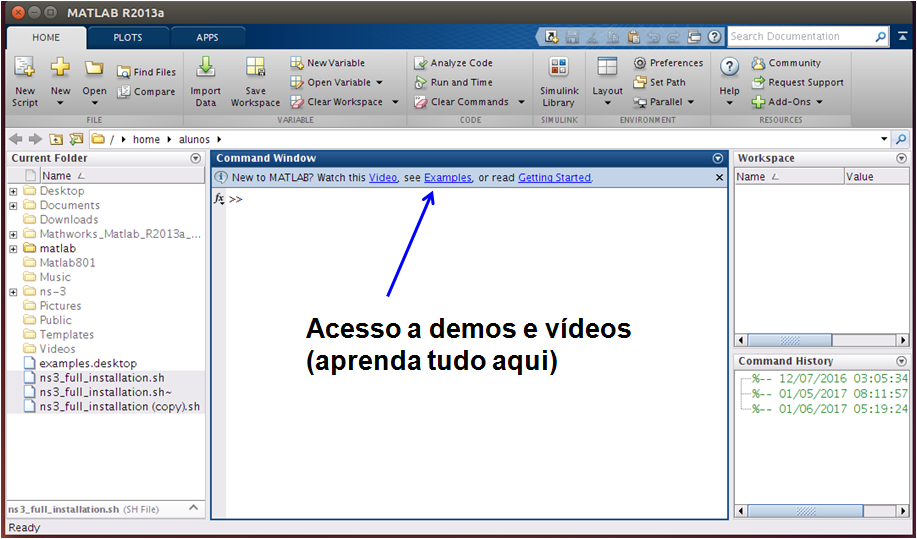 MATLAB R2013a
HOME PLOTS APPS
Search Documentation
New Script
New
Open
Find Files
Compare
FILE
Import Data
Save Workspace
New Variable
Open Variable
Clear Workspace
VARIABLE
Analyze Code
Run and Time
Clear Commands
CODE
Simulink Library
SIMULINK
Layout
Preferences
Set Path
Parallel
ENVIRONMENT
Help
Community
Request Support
Add-Ons
RESOURCES
/ home alunos
Current Folder
Name
Desktop
Documents
Downloads
Mathworks_Matlab_R2013a_...
matlab
Matlab801
Music
ns-3
Pictures
Public
Templates
Videos
examples.desktop
ns3_full_installation.sh
ns3_full_installation.sh~
ns3_full_installation (copy).sh
ns3_full_installation.sh (SH File)
Ready
Command Window
New to MATLAB? Watch this Video, see Examples, or read Getting Started.
fx >>
Acesso a demos e vídeos
(aprenda tudo aqui)
Workspace
Name Value
Command History
%-- 12/07/2016 03:05:34
%-- 01/05/2017 08:11:57
%-- 01/06/2017 05:19:24